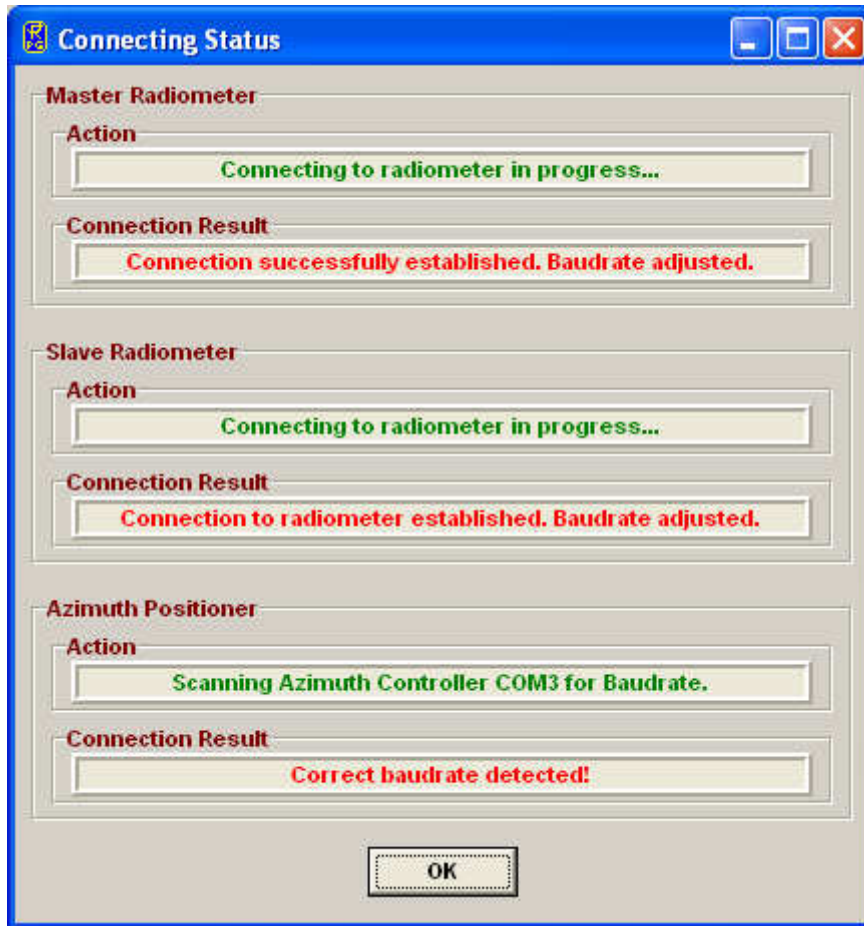 Connecting Status
Master Radiometer
Action
Connecting to radiometer in progress...
Connection Result
Connection successfully established. Baudrate adjusted.
Slave Radiometer
Action
Connecting to radiometer in progress...
Connection Result
Connection to radiometer established. Baudrate adjusted.
Azimuth Positioner
Action
Scanning Azimuth Controller COM3 for Baudrate.
Connection Result
Correct baudrate detected!
OK